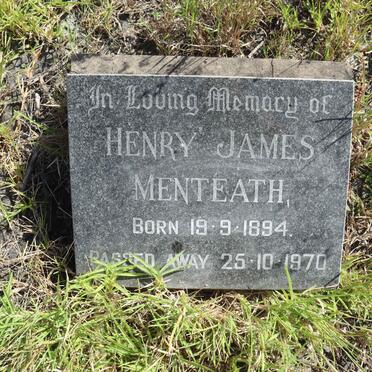 In Loving Memory of
HENRY JAMES
MENTEATH,
BORN 19·9·1894.
PASSED AWAY 25·10·1970